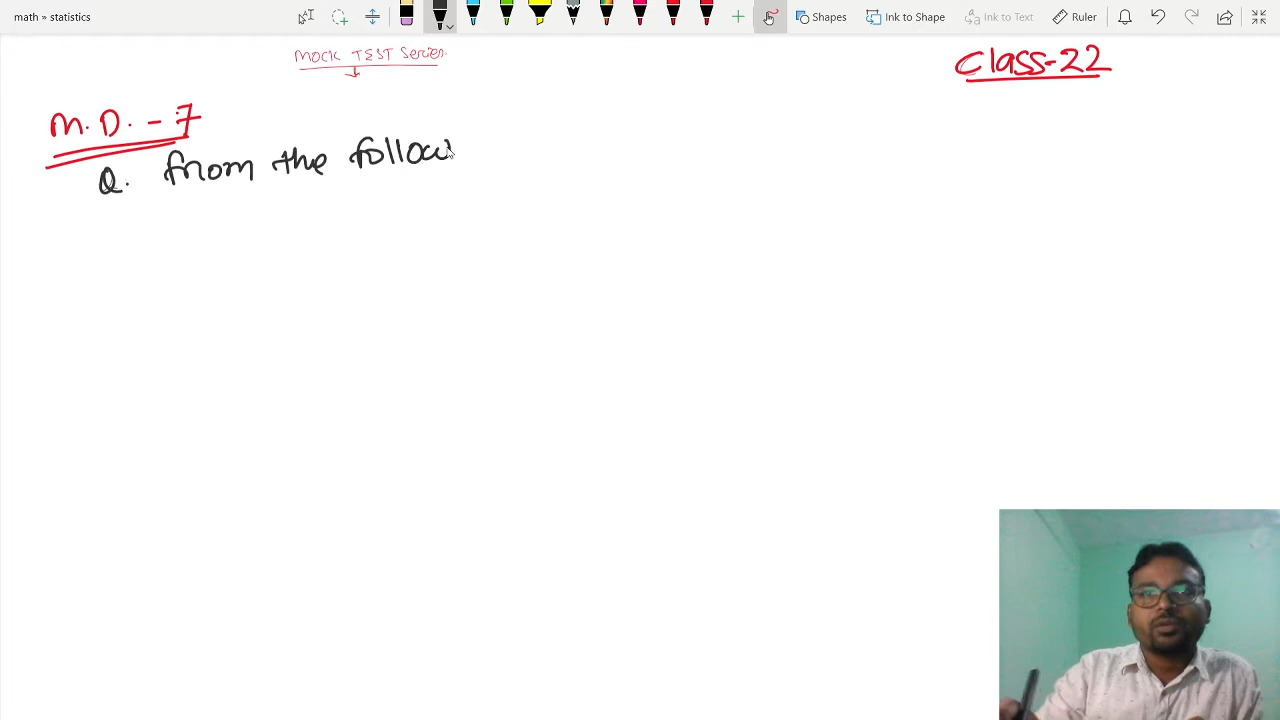 math » statistics
Shapes
Ink to Shape
Ink to Text
Ruler
Mock TEST Series
Class-22
M.D. - 7
Q. from the follow